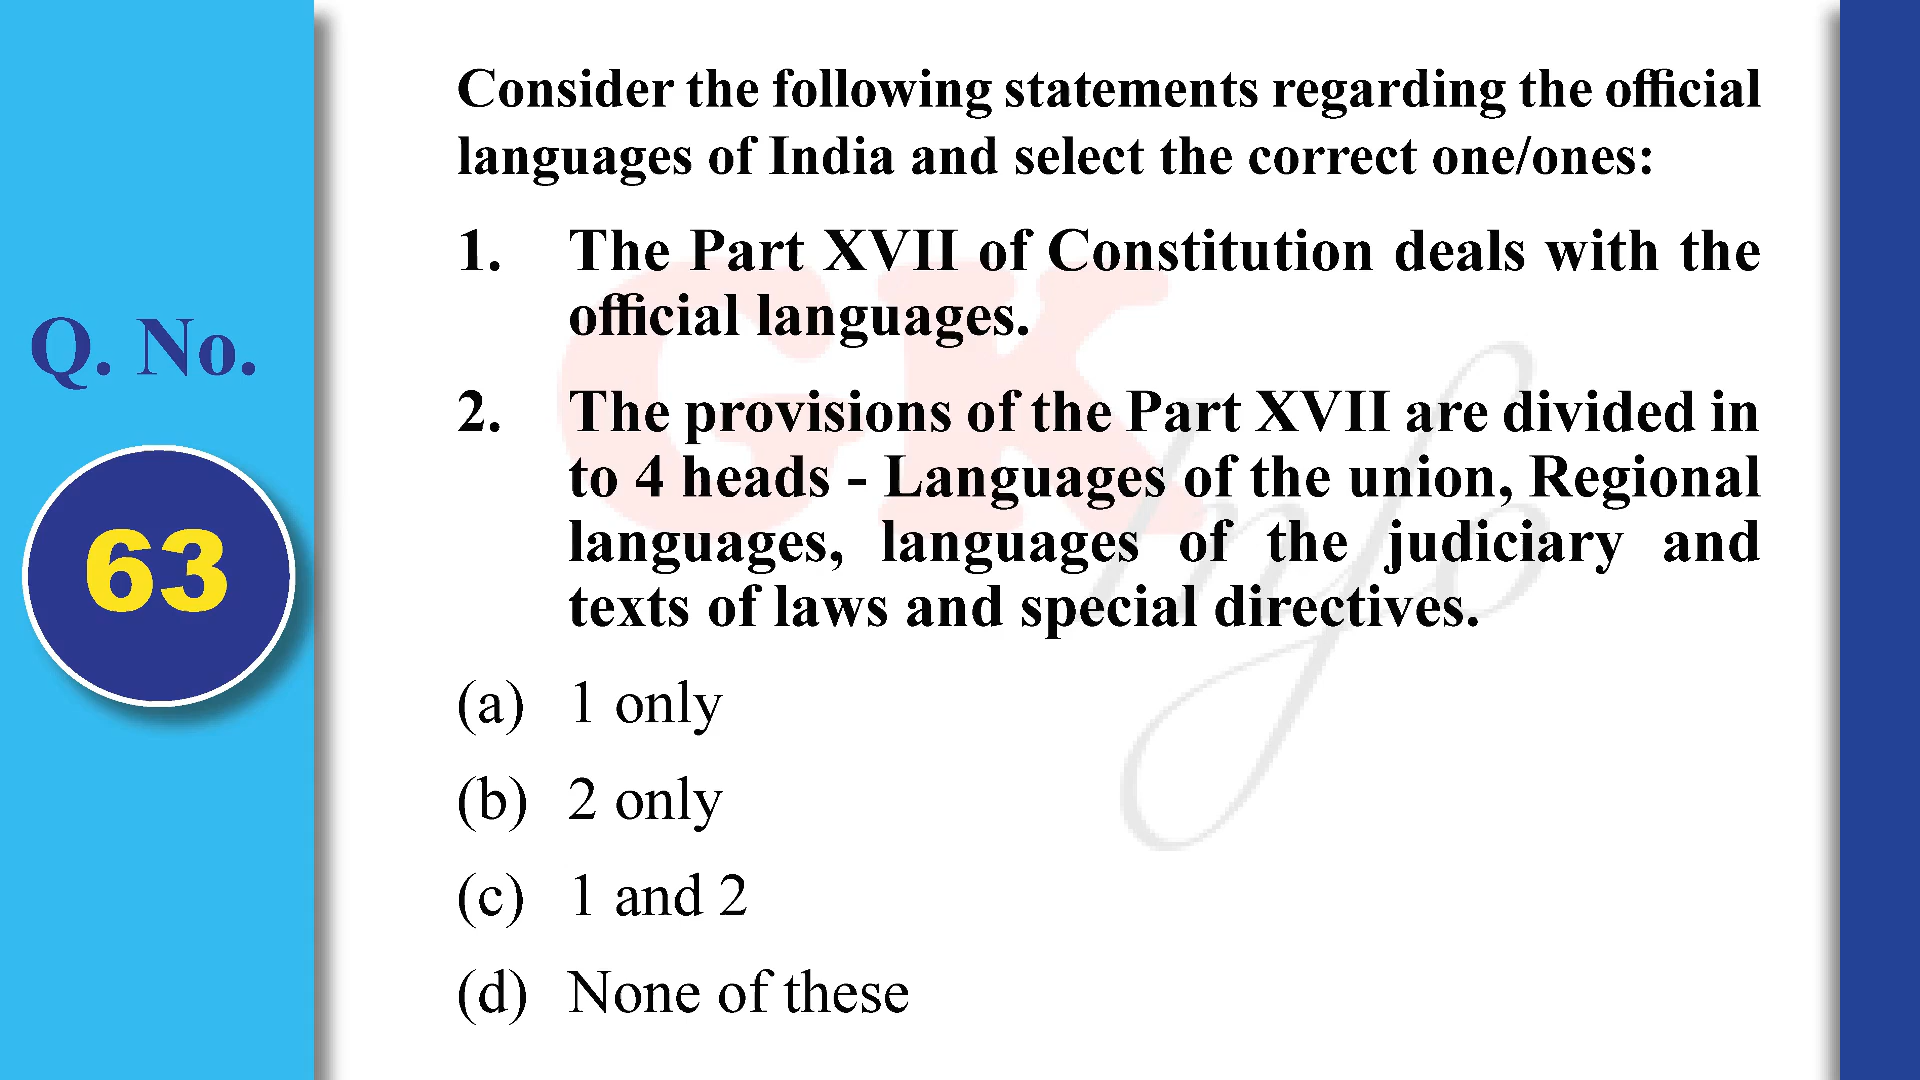 Consider the following statements regarding the official
languages of India and select the correct one/ones:
1. The Part XVII of Constitution deals with the
official languages.
Q. No.
63
2. The provisions of the Part XVII are divided in
to 4 heads - Languages of the union, Regional
languages, languages of the judiciary and
texts of laws and special directives.
(a) 1 only
(b) 2 only
(c) 1 and 2
(d) None of these
GK Info